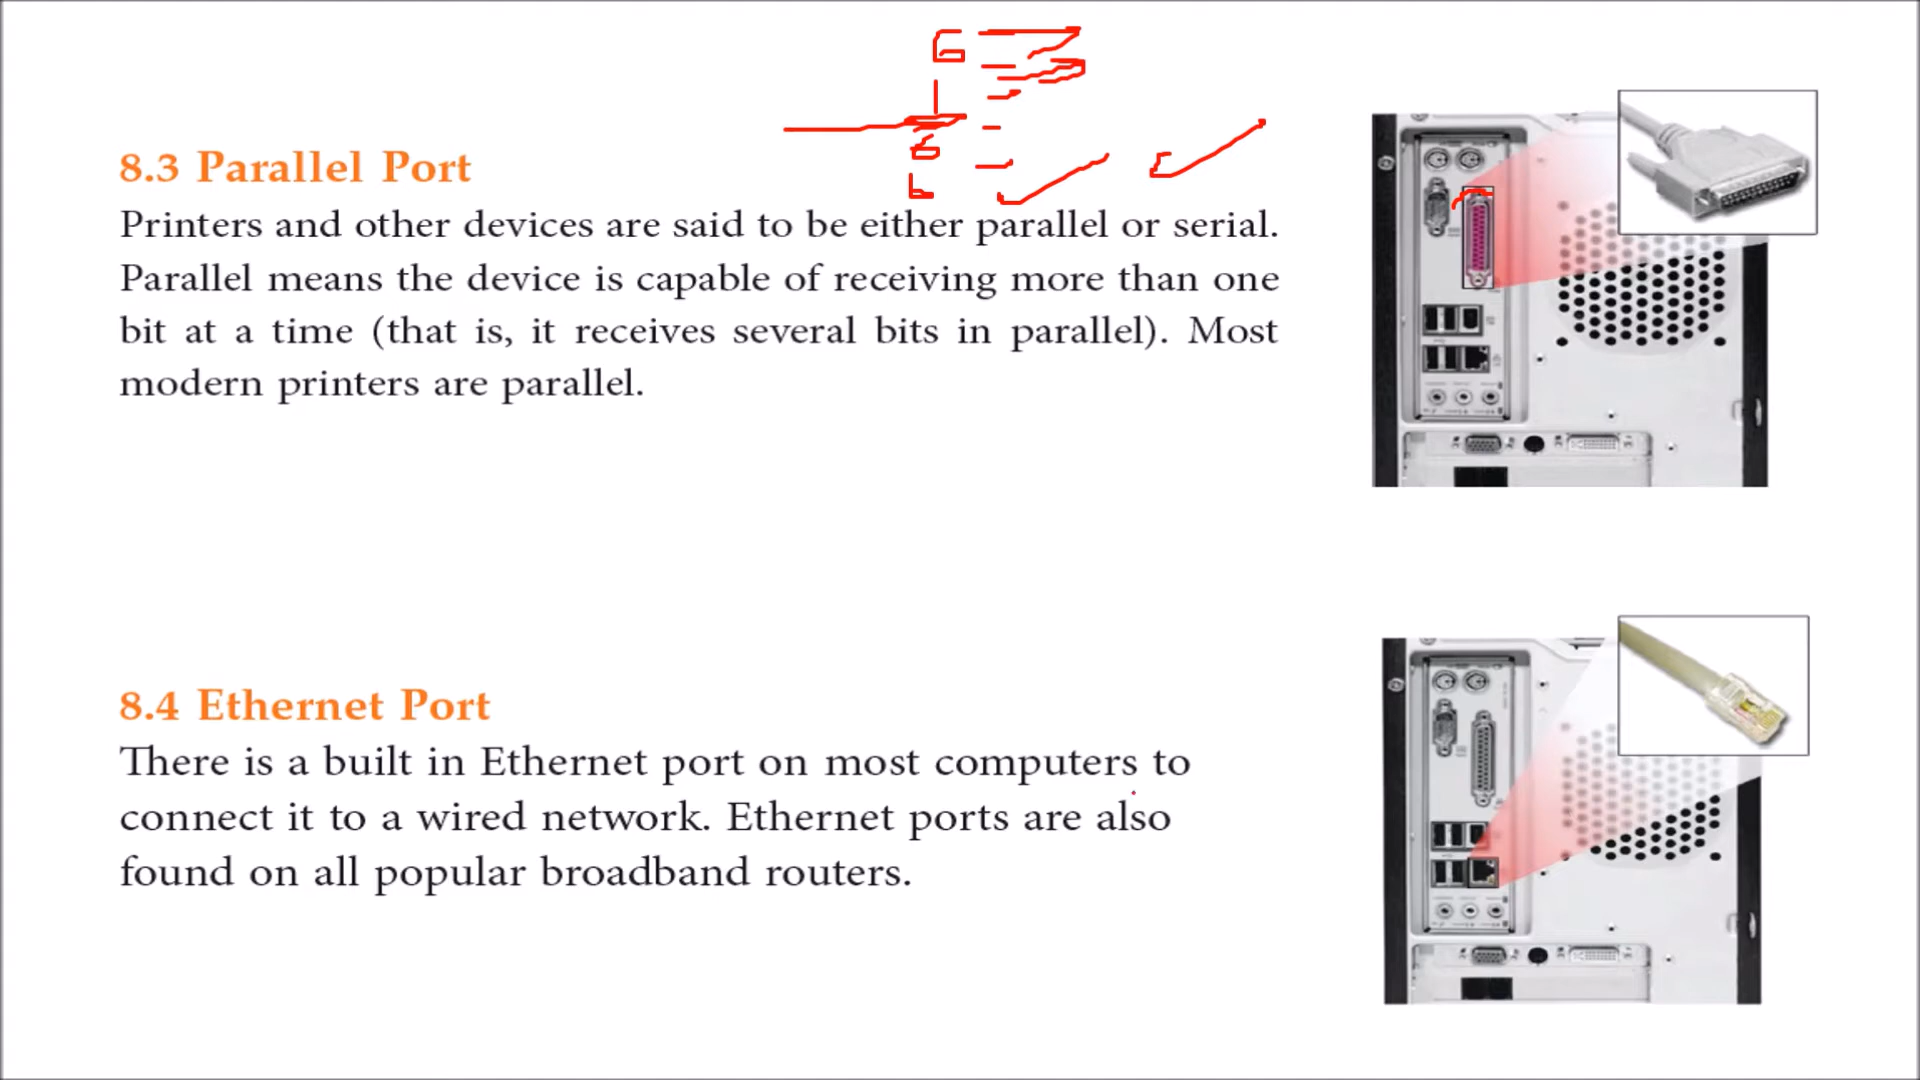 8.3 Parallel Port
Printers and other devices are said to be either parallel or serial.
Parallel means the device is capable of receiving more than one
bit at a time (that is, it receives several bits in parallel). Most
modern printers are parallel.
8.4 Ethernet Port
There is a built in Ethernet port on most computers to
connect it to a wired network. Ethernet ports are also
found on all popular broadband routers.